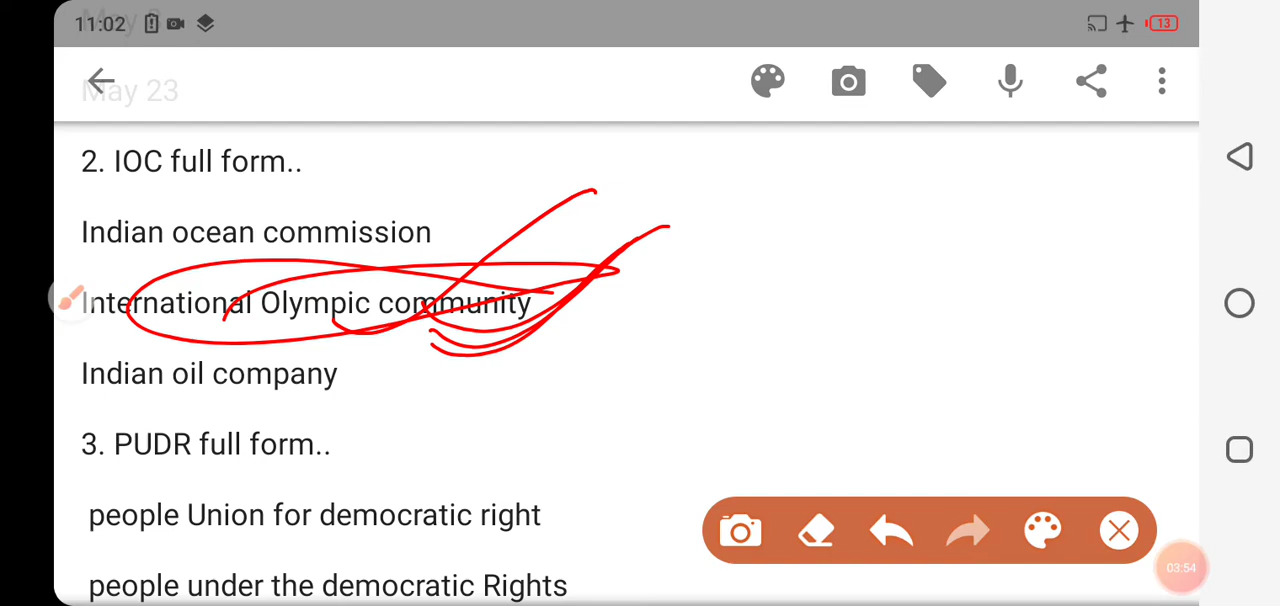 11:02
13
May 23
2. IOC full form..
Indian ocean commission
International Olympic community
Indian oil company
3. PUDR full form..
people Union for democratic right
people under the democratic Rights
03:54